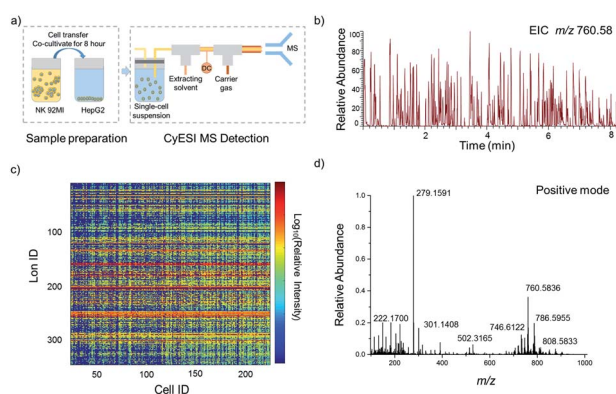 a)
Cell transfer
Co-cultivate for 8 hour
NK 92MI
HepG2
Sample preparation
Single-cell
suspension
Extracting
solvent
DC
Carrier
gas
MS
CyESI MS Detection
b)
EIC m/z 760.58
Relative Abundance
100
80
60
40
20
0
2
4
6
8
Time (min)
c)
Lon ID
100
200
300
50
100
150
200
Cell ID
Log₁₀(Relative
Intensity)
d)
Positive mode
Relative Abundance
1.0
0.8
0.6
0.4
0.2
0.0
279.1591
760.5836
222.1700
301.1408
502.3165
746.6122
786.5955
808.5833
200
400
600
800
1000
m/z